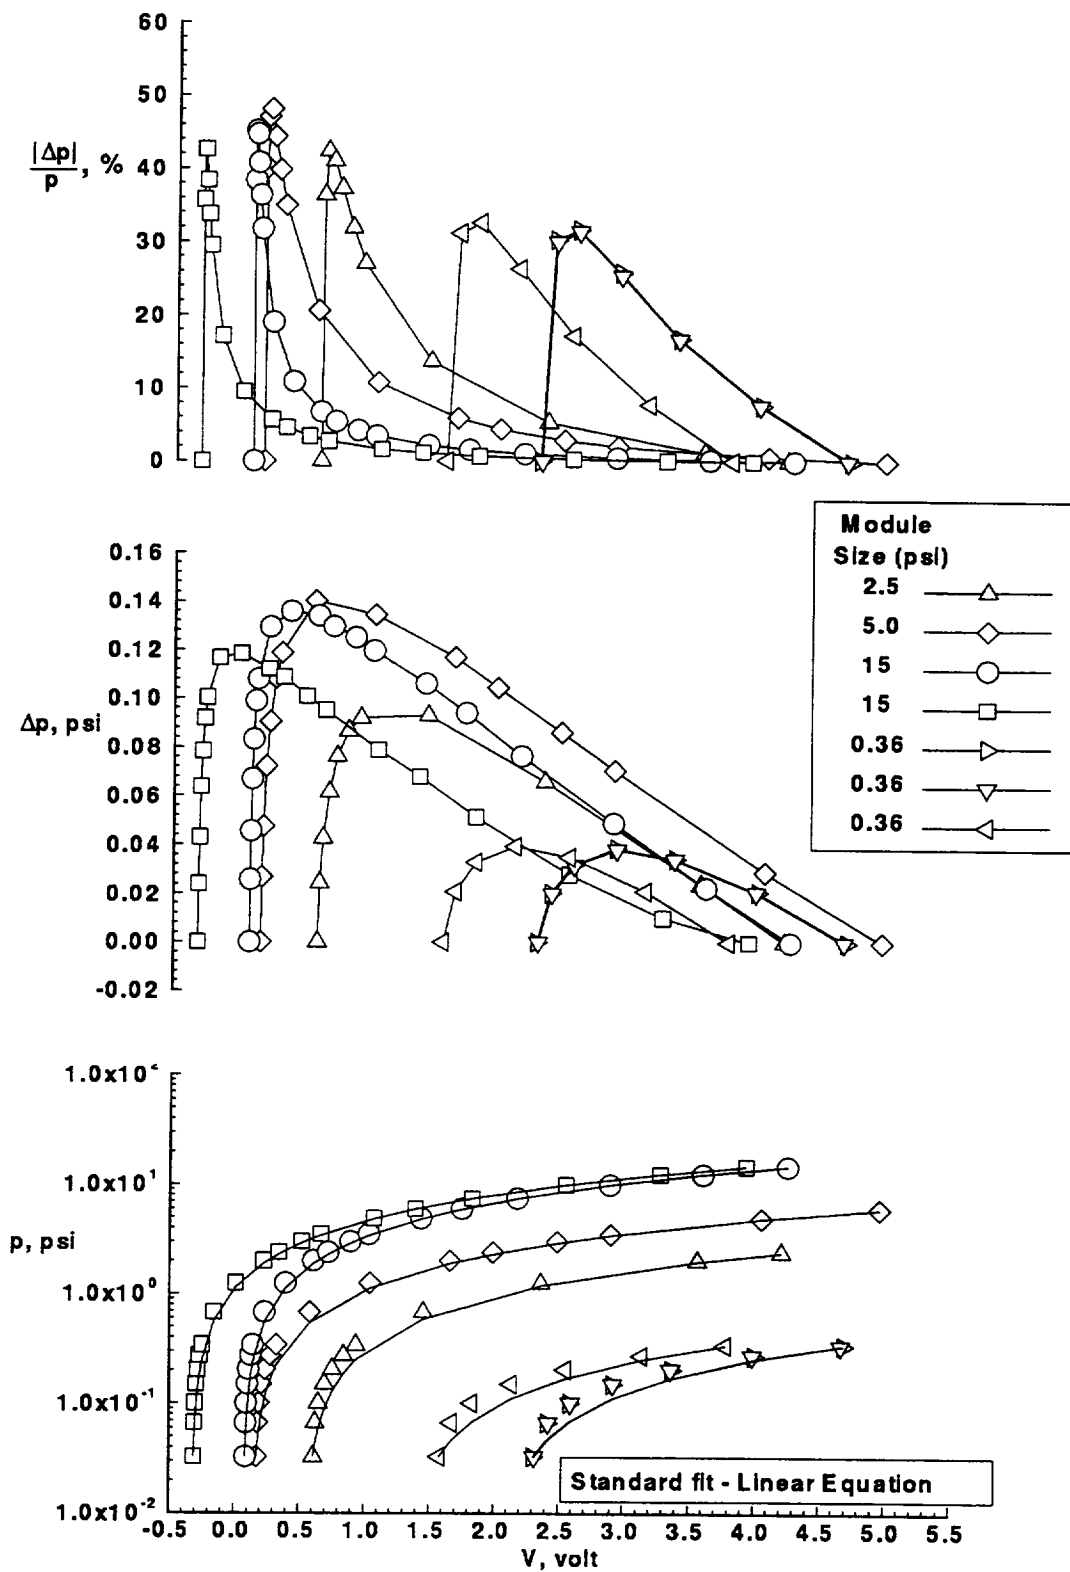 60
50
|Δp|
p , %
40
30
20
10
0
Module
Size (psi)
2.5
5.0
15
15
0.36
0.36
0.36
0.16
0.14
0.12
0.10
Δp, psi
0.08
0.06
0.04
0.02
0.00
-0.02
1.0x10²
1.0x10¹
p, psi
1.0x10⁰
1.0x10⁻¹
1.0x10⁻²
Standard fit - Linear Equation
-0.5 0.0 0.5 1.0 1.5 2.0 2.5 3.0 3.5 4.0 4.5 5.0 5.5
V, volt